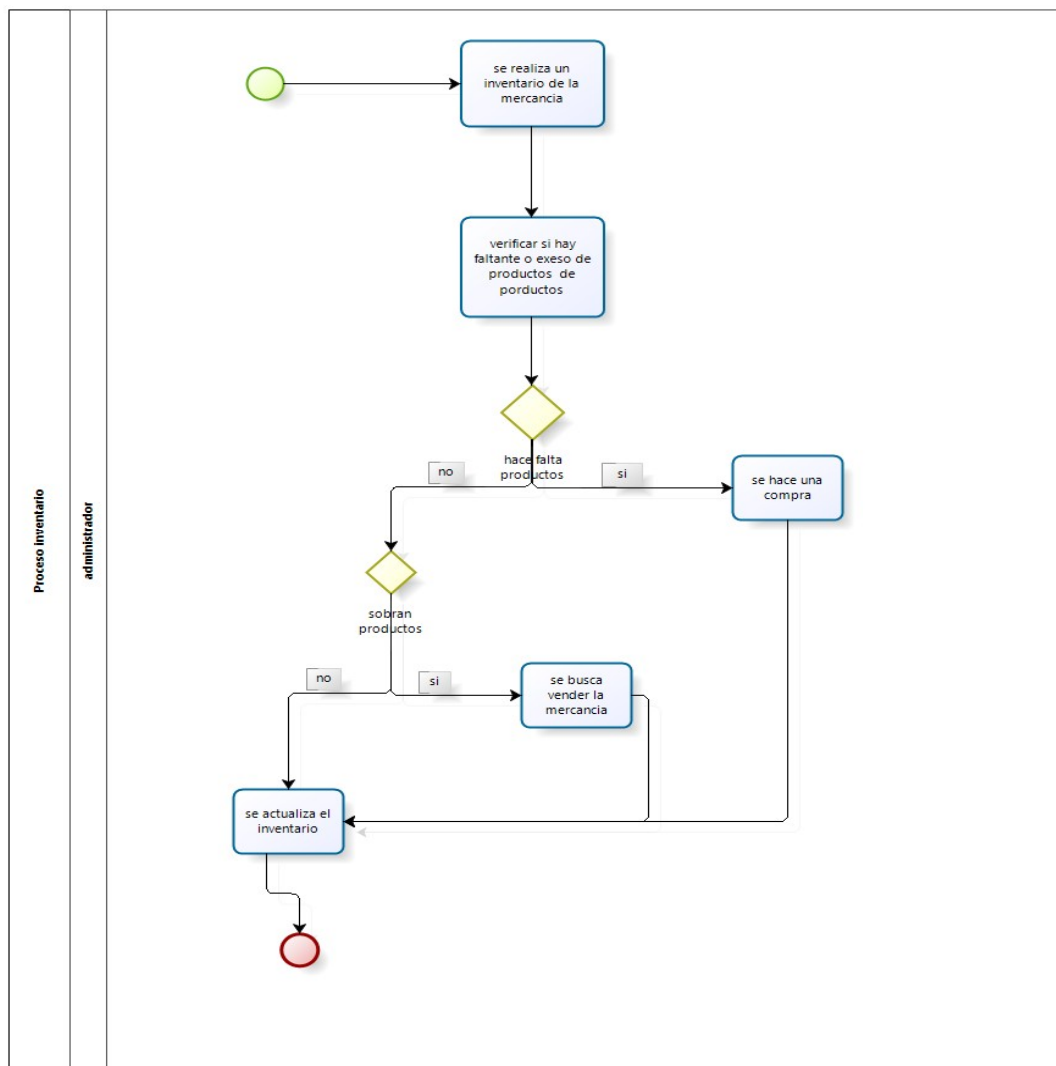 Proceso inventario
administrador
se realiza un
inventario de la
mercancia
verificar si hay
faltante o exeso de
productos de
porductos
hace falta
productos
no
si
se hace una
compra
sobran
productos
no
si
se busca
vender la
mercancia
se actualiza el
inventario